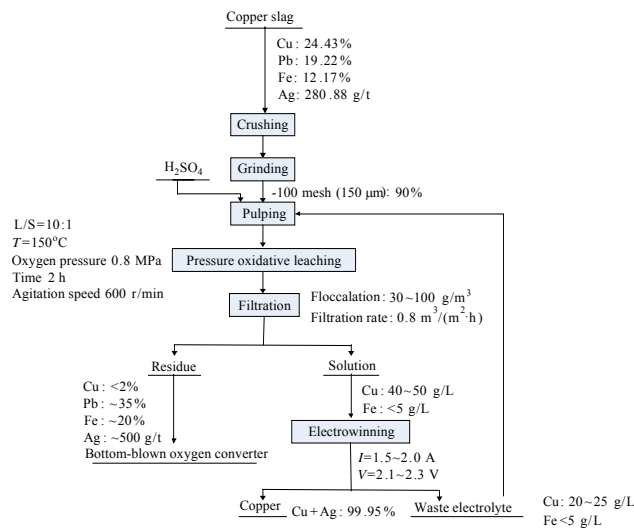 Copper slag
Cu: 24.43%
Pb: 19.22%
Fe: 12.17%
Ag: 280.88 g/t
Crushing
Grinding
H₂SO₄
-100 mesh (150 μm): 90%
Pulping
L/S=10:1
T=150°C
Oxygen pressure 0.8 MPa
Time 2 h
Agitation speed 600 r/min
Pressure oxidative leaching
Filtration
Floccalation: 30~100 g/m³
Filtration rate: 0.8 m³/(m²·h)
Residue
Solution
Cu: <2%
Pb: ~35%
Fe: ~20%
Ag: ~500 g/t
Bottom-blown oxygen converter
Cu: 40~50 g/L
Fe: <5 g/L
Electrowinning
I=1.5~2.0 A
V=2.1~2.3 V
Copper
Cu+Ag: 99.95%
Waste electrolyte
Cu: 20~25 g/L
Fe<5 g/L